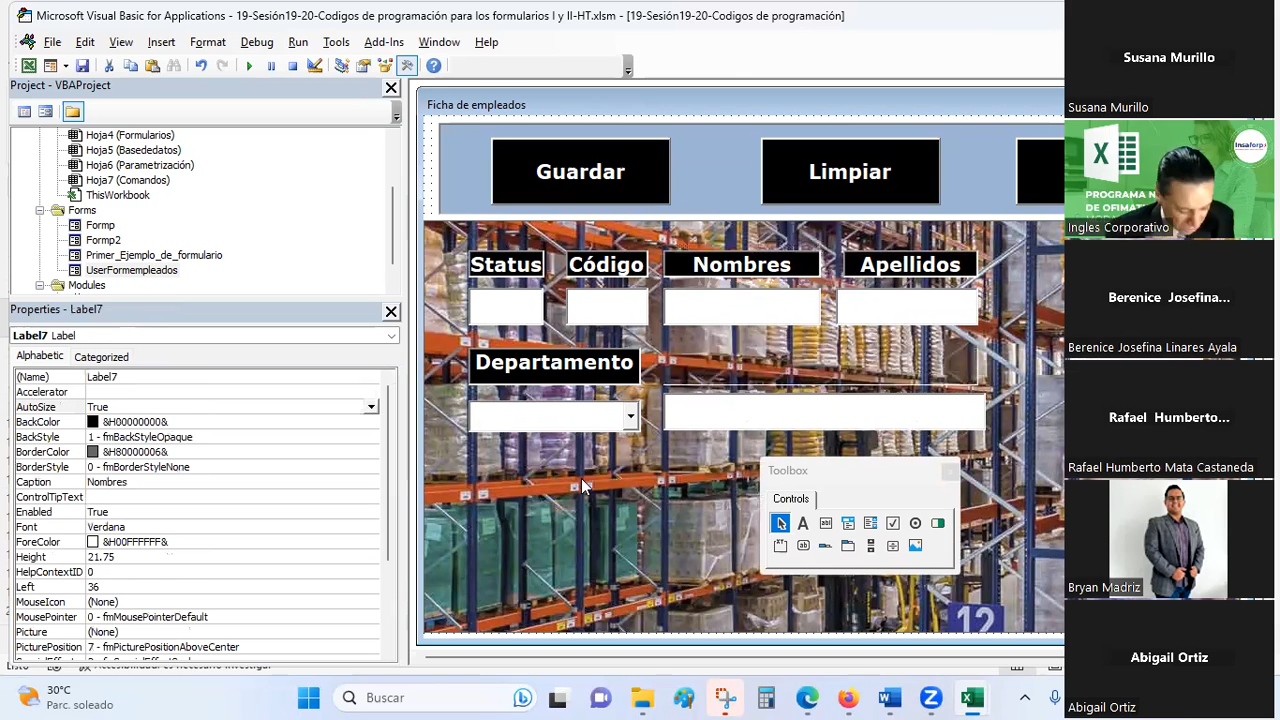 Microsoft Visual Basic for Applications - 19-Sesión19-20-Codigos de programación para los formularios I y II-HT.xlsm - [19-Sesión19-20-Codigos de programación]
File Edit View Insert Format Debug Run Tools Add-Ins Window Help
Project - VBAProject
Hoja4 (Formularios)
Hoja5 (Basededatos)
Hoja6 (Parametrización)
Hoja7 (Comandos)
ThisWorkbook
Forms
Formp
Formp2
Primer_Ejemplo_de_formulario
UserFormempleados
Modules
Properties - Label7
Label7 Label
Alphabetic Categorized
(Name) Label7
Accelerator
AutoSize True
BackColor &H00000000&
BackStyle 1 - fmBackStyleOpaque
BorderColor &H80000006&
BorderStyle 0 - fmBorderStyleNone
Caption Nombres
ControlTipText
Enabled True
Font Verdana
ForeColor &H00FFFFFF&
Height 21.75
HelpContextID 0
Left 36
MouseIcon (None)
MousePointer 0 - fmMousePointerDefault
Picture (None)
PicturePosition 7 - fmPicturePositionAboveCenter
Ficha de empleados
Guardar Limpiar
Status Código Nombres Apellidos
Departamento
Toolbox
Controls
12
Susana Murillo
Susana Murillo
Insaforp
PROGRAMA N
DE OFIMAT
Ingles Corporativo
Berenice Josefina...
Berenice Josefina Linares Ayala
Rafael Humberto...
Rafael Humberto Mata Castaneda
Bryan Madriz
Abigail Ortiz
Abigail Ortiz
30°C
Parc. soleado
Buscar